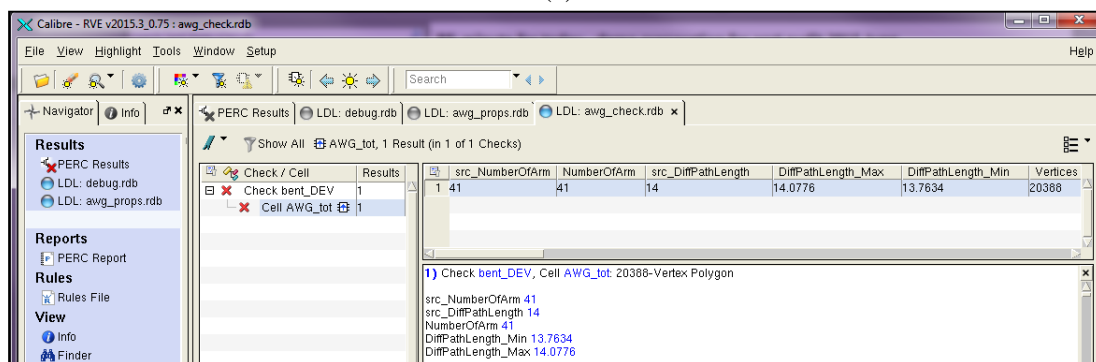 Calibre - RVE v2015.3_0.75 : awg_check.rdb
File View Highlight Tools Window Setup Help
Search
Navigator Info
PERC Results LDL: debug.rdb LDL: awg_props.rdb LDL: awg_check.rdb
Show All AWG_tot, 1 Result (in 1 of 1 Checks)
Results
PERC Results
LDL: debug.rdb
LDL: awg_props.rdb
Reports
PERC Report
Rules
Rules File
View
Info
Finder
Check / Cell Results
Check bent_DEV 1
Cell AWG_tot 1
src_NumberOfArm NumberOfArm src_DiffPathLength DiffPathLength_Max DiffPathLength_Min Vertices
1 41 41 14 14.0776 13.7634 20388
1) Check bent_DEV, Cell AWG_tot: 20388-Vertex Polygon
src_NumberOfArm 41
src_DiffPathLength 14
NumberOfArm 41
DiffPathLength_Min 13.7634
DiffPathLength_Max 14.0776